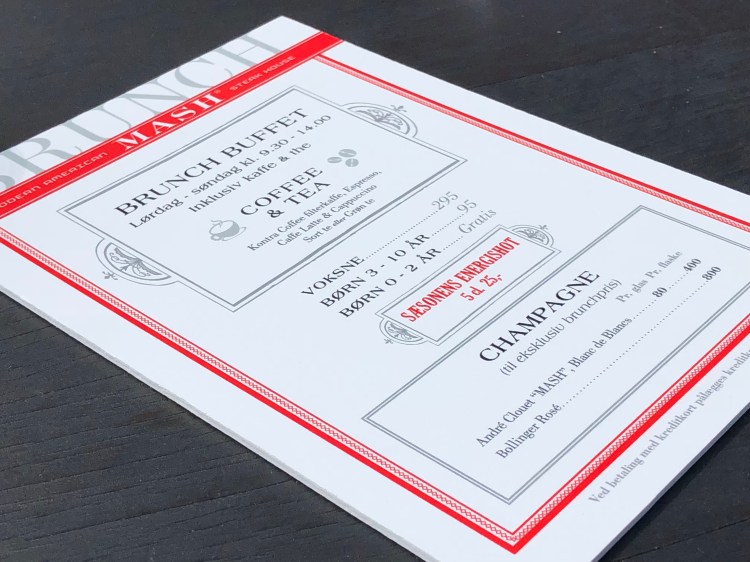 BRUNCH
MODERN AMERICAN MASH® STEAK HOUSE
BRUNCH BUFFET
Lørdag - søndag kl. 9.30 - 14.00
inklusiv kaffe & the
COFFEE
& TEA
Kontra Coffee filterkaffe, Espresso,
Caffe Latte & Cappuccino
Sort te eller Grøn te
VOKSNE 295
BØRN 3 - 10 ÅR 95
BØRN 0 - 2 ÅR Gratis
SÆSONENS ENERGISHOT
5 cl. 25,-
CHAMPAGNE
(til eksklusiv brunchpris)
Pr. glas Pr. flaske
André Clouet “MASH”, Blanc de Blancs 80 400
Bollinger Rosé 800
Ved betaling med kreditkort pålægges